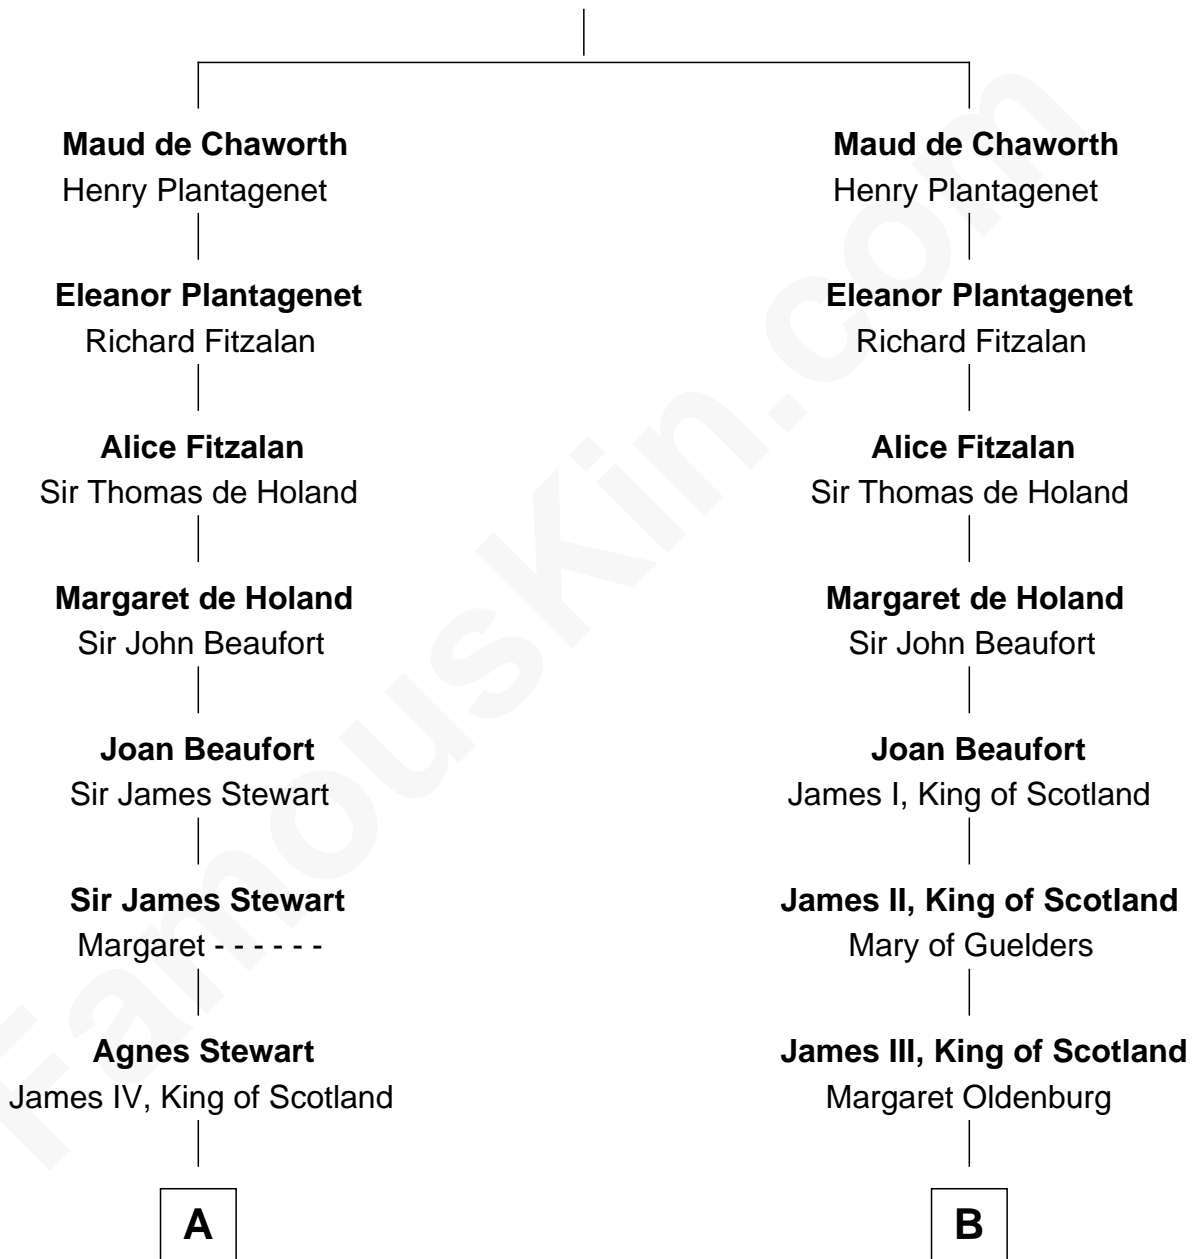 Maud de Chaworth
Henry Plantagenet
Eleanor Plantagenet
Richard Fitzalan
Alice Fitzalan
Sir Thomas de Holand
Margaret de Holand
Sir John Beaufort
Joan Beaufort
Sir James Stewart
Sir James Stewart
Margaret - - - - - -
Agnes Stewart
James IV, King of Scotland
A
Maud de Chaworth
Henry Plantagenet
Eleanor Plantagenet
Richard Fitzalan
Alice Fitzalan
Sir Thomas de Holand
Margaret de Holand
Sir John Beaufort
Joan Beaufort
James I, King of Scotland
James II, King of Scotland
Mary of Guelders
James III, King of Scotland
Margaret Oldenburg
B
FamousKin.com